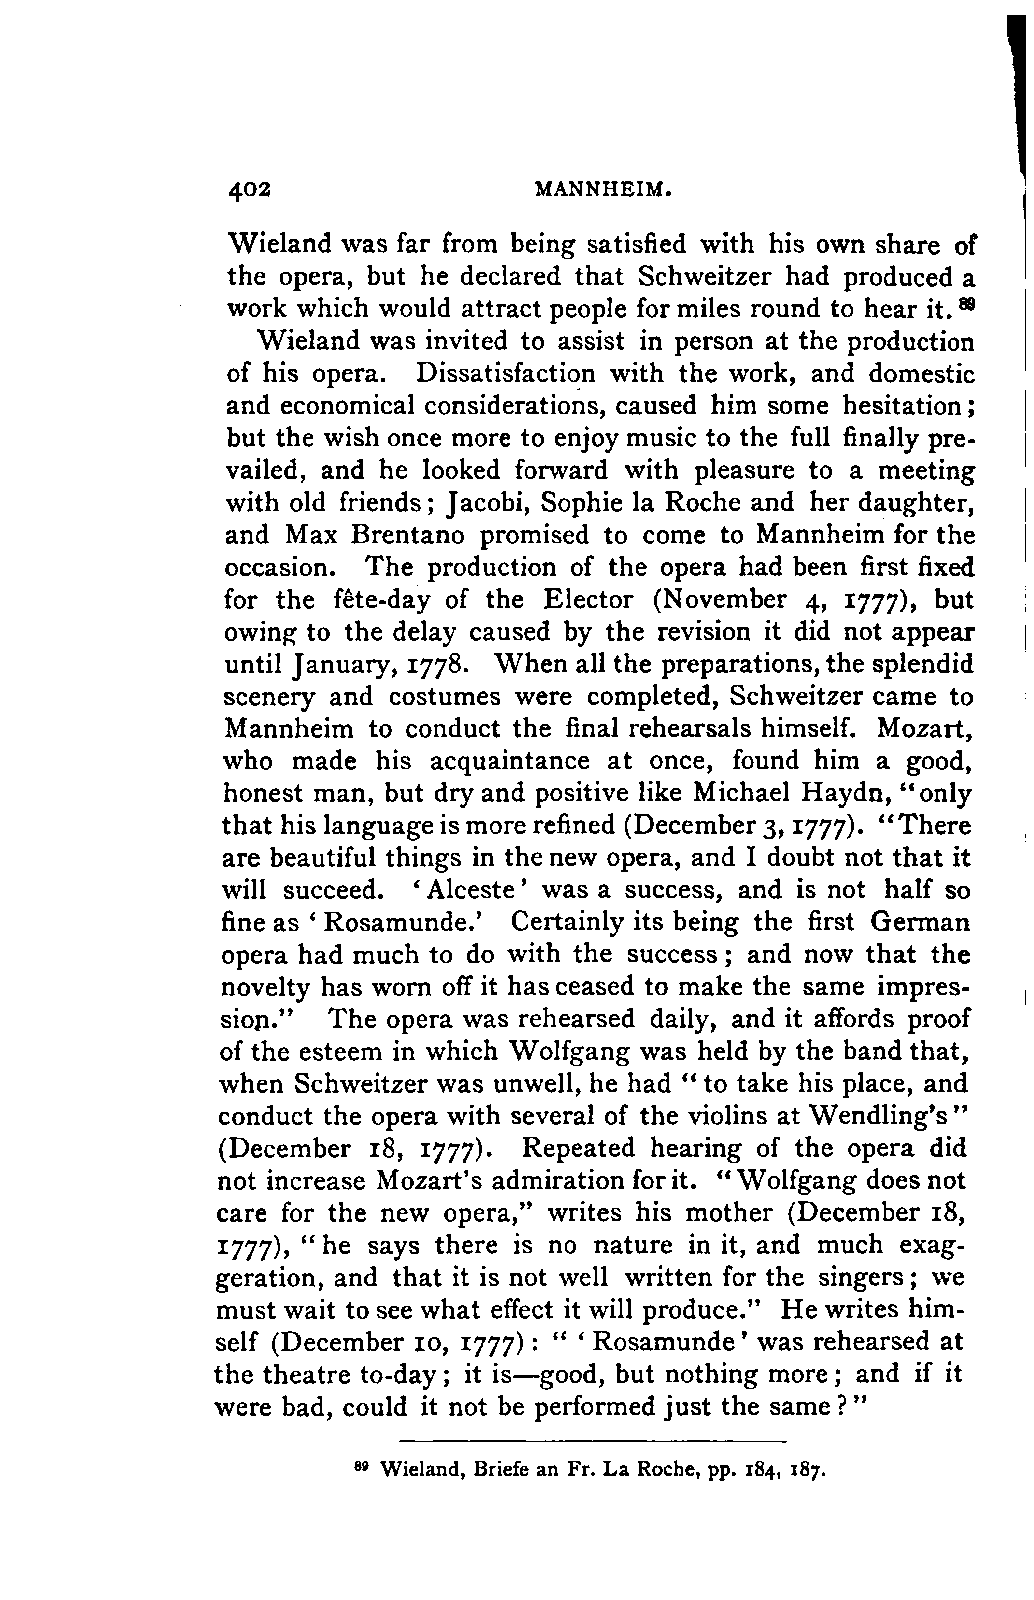 402 MANNHEIM.
Wieland was far from being satisfied with his own share of
the opera, but he declared that Schweitzer had produced a
work which would attract people for miles round to hear it.⁸⁹
Wieland was invited to assist in person at the production
of his opera. Dissatisfaction with the work, and domestic
and economical considerations, caused him some hesitation;
but the wish once more to enjoy music to the full finally pre-
vailed, and he looked forward with pleasure to a meeting
with old friends; Jacobi, Sophie la Roche and her daughter,
and Max Brentano promised to come to Mannheim for the
occasion. The production of the opera had been first fixed
for the fête-day of the Elector (November 4, 1777), but
owing to the delay caused by the revision it did not appear
until January, 1778. When all the preparations, the splendid
scenery and costumes were completed, Schweitzer came to
Mannheim to conduct the final rehearsals himself. Mozart,
who made his acquaintance at once, found him a good,
honest man, but dry and positive like Michael Haydn, "only
that his language is more refined (December 3, 1777). "There
are beautiful things in the new opera, and I doubt not that it
will succeed. 'Alceste' was a success, and is not half so
fine as 'Rosamunde.' Certainly its being the first German
opera had much to do with the success; and now that the
novelty has worn off it has ceased to make the same impres-
sion." The opera was rehearsed daily, and it affords proof
of the esteem in which Wolfgang was held by the band that,
when Schweitzer was unwell, he had "to take his place, and
conduct the opera with several of the violins at Wendling's"
(December 18, 1777). Repeated hearing of the opera did
not increase Mozart's admiration for it. "Wolfgang does not
care for the new opera," writes his mother (December 18,
1777), "he says there is no nature in it, and much exag-
geration, and that it is not well written for the singers; we
must wait to see what effect it will produce." He writes him-
self (December 10, 1777): "'Rosamunde' was rehearsed at
the theatre to-day; it is—good, but nothing more; and if it
were bad, could it not be performed just the same?"
⁸⁹ Wieland, Briefe an Fr. La Roche, pp. 184, 187.